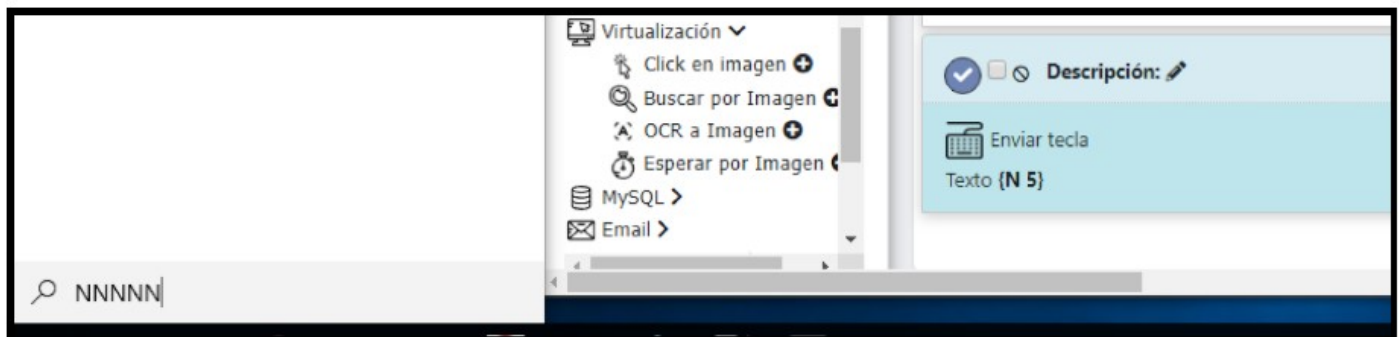 Virtualización
Click en imagen
Buscar por Imagen
OCR a Imagen
Esperar por Imagen
MySQL
Email
NNNNN
Descripción:
Enviar tecla
Texto {N 5}